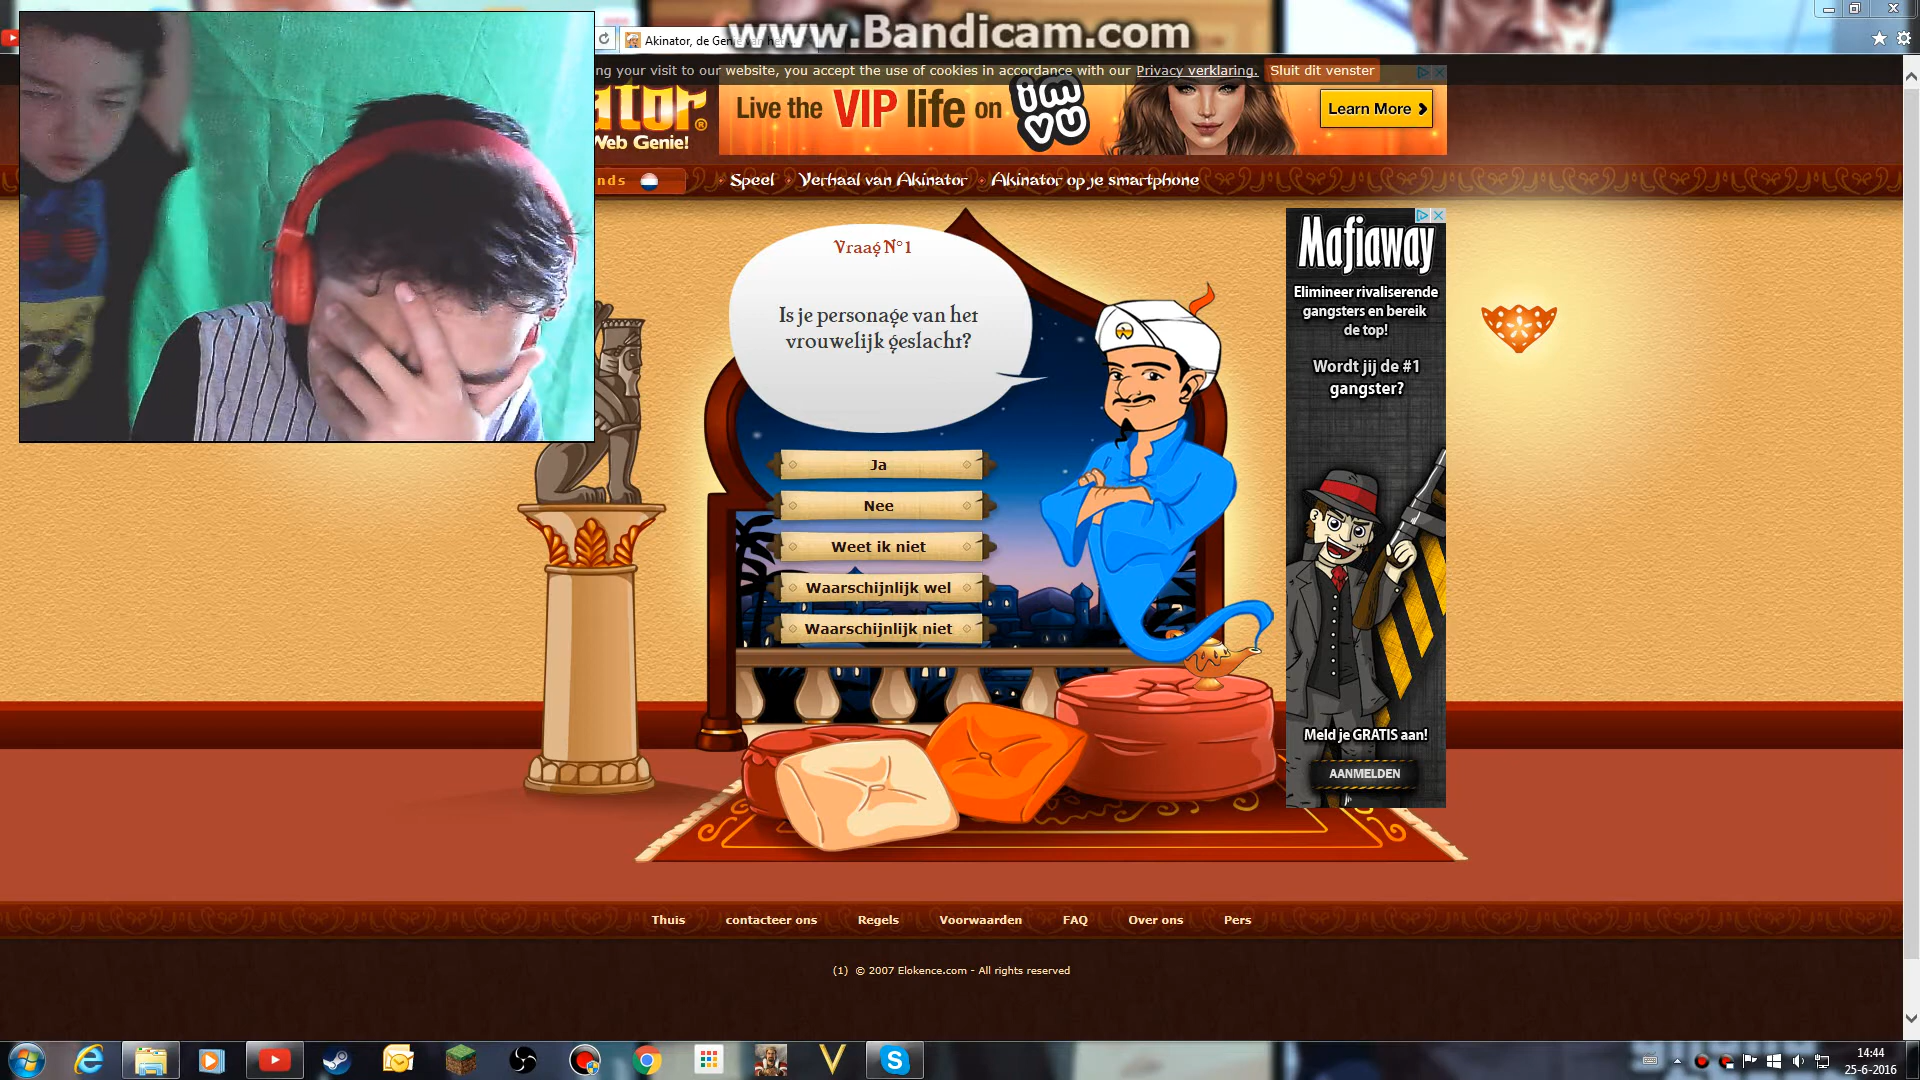 www.Bandicam.com
Akinator, de Geni
ng your visit to our website, you accept the use of cookies in accordance with our Privacy verklaring. Sluit dit venster
ator®
Web Genie!
Live the VIP life on imvu
Learn More
nds
Speel
Verhaal van Akinator
Akinator op je smartphone
Vraag N°1
Is je personage van het
vrouwelijk geslacht?
Ja
Nee
Weet ik niet
Waarschijnlijk wel
Waarschijnlijk niet
Mafiaway
Elimineer rivaliserende
gangsters en bereik
de top!
Wordt jij de #1
gangster?
Meld je GRATIS aan!
AANMELDEN
Thuis
contacteer ons
Regels
Voorwaarden
FAQ
Over ons
Pers
(1) © 2007 Elokence.com - All rights reserved
14:44
25-6-2016